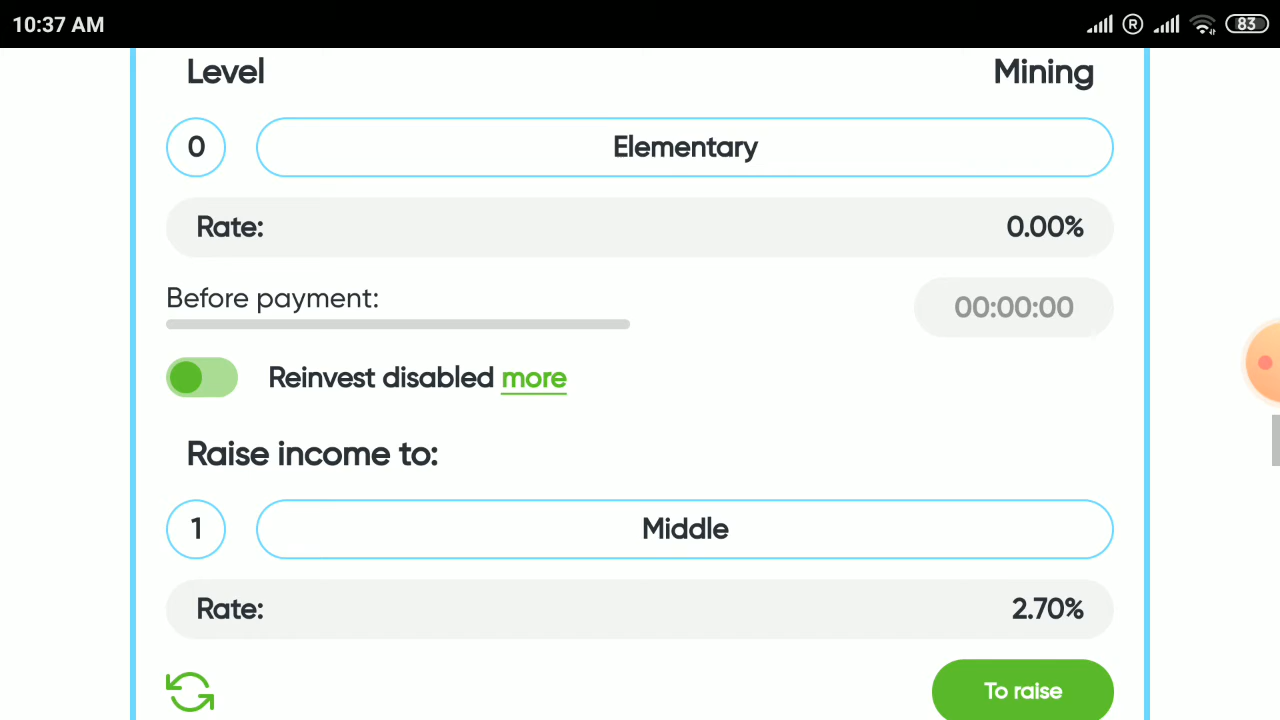 10:37 AM
R
83
Level
Mining
0
Elementary
Rate:
0.00%
Before payment:
00:00:00
Reinvest disabled more
Raise income to:
1
Middle
Rate:
2.70%
To raise